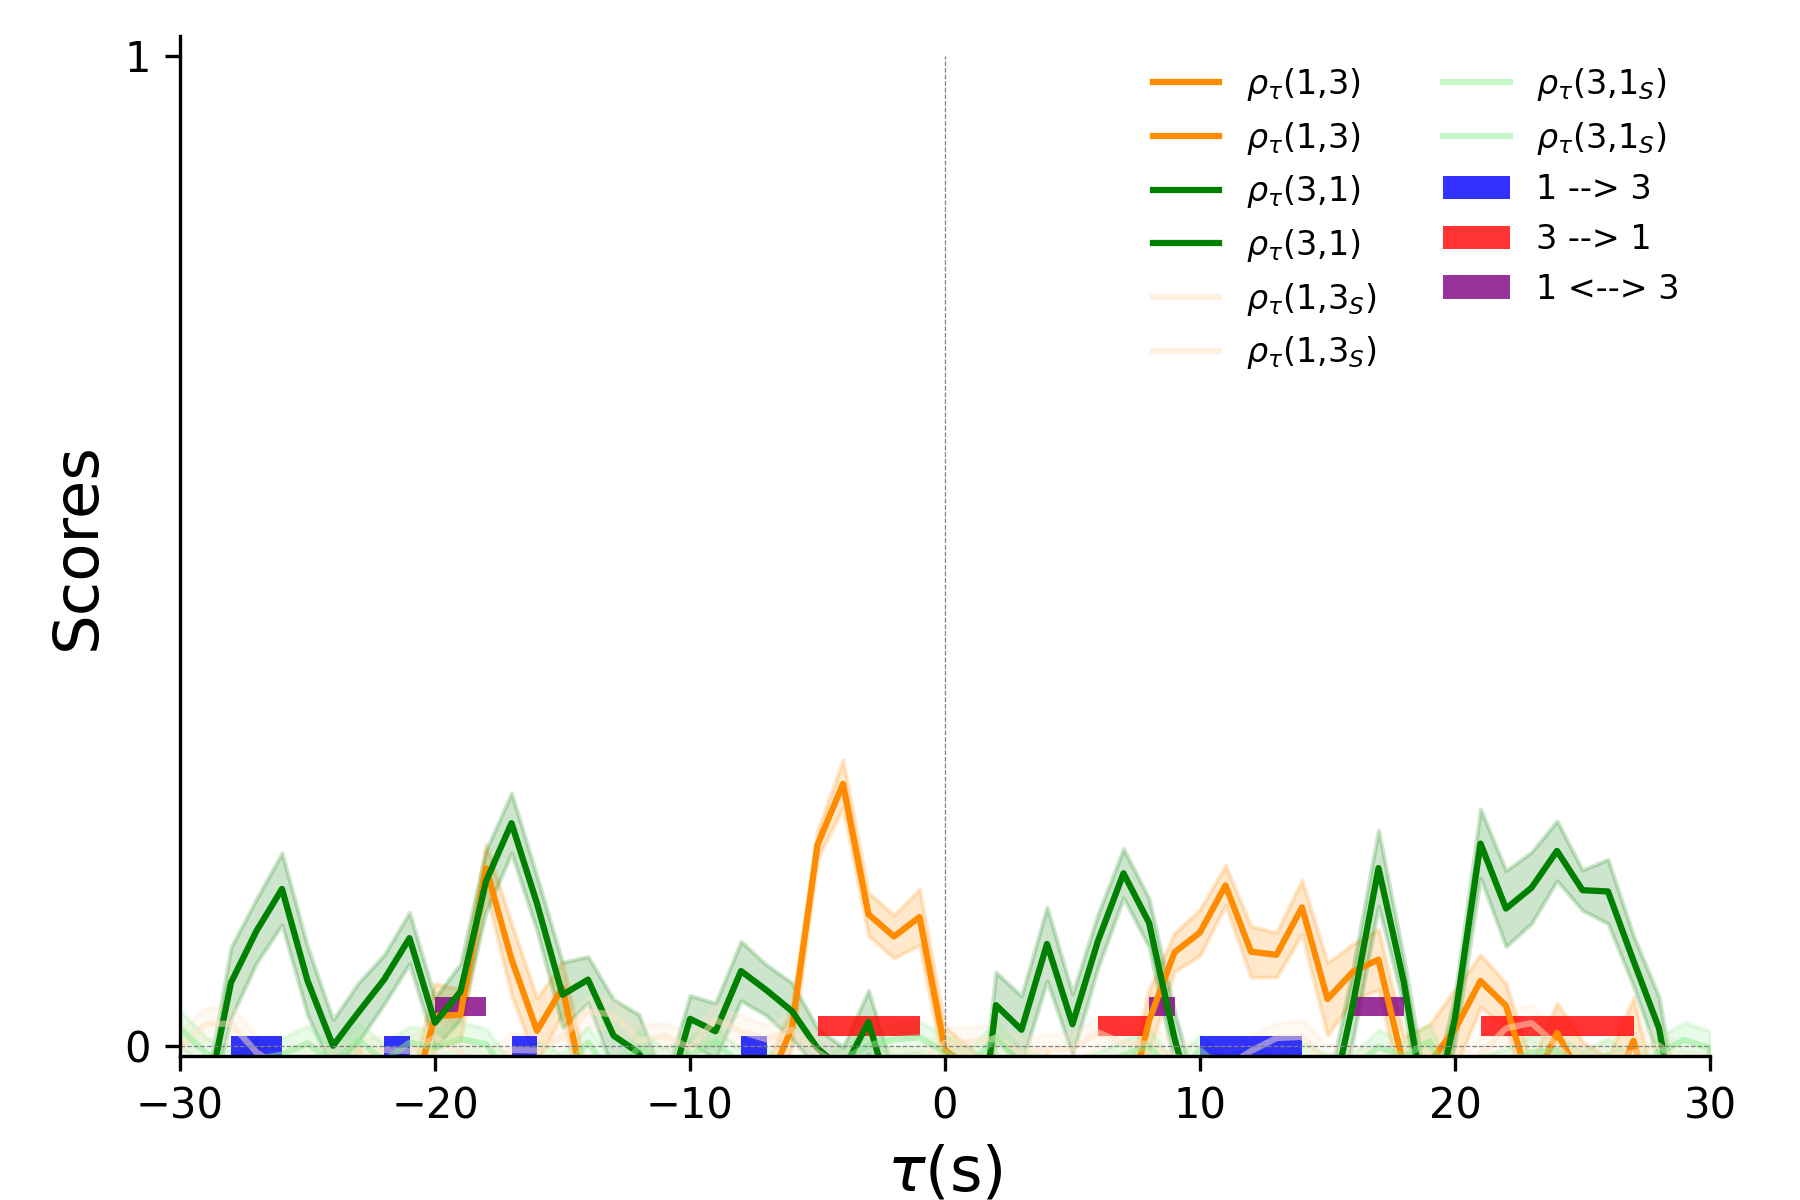 1
ρτ(1,3)
ρτ(1,3)
ρτ(3,1)
ρτ(3,1)
ρτ(1,3S)
ρτ(1,3S)
ρτ(3,1S)
ρτ(3,1S)
1 --> 3
3 --> 1
1 <--> 3
Scores
0
−30 −20 −10 0 10 20 30
τ(s)